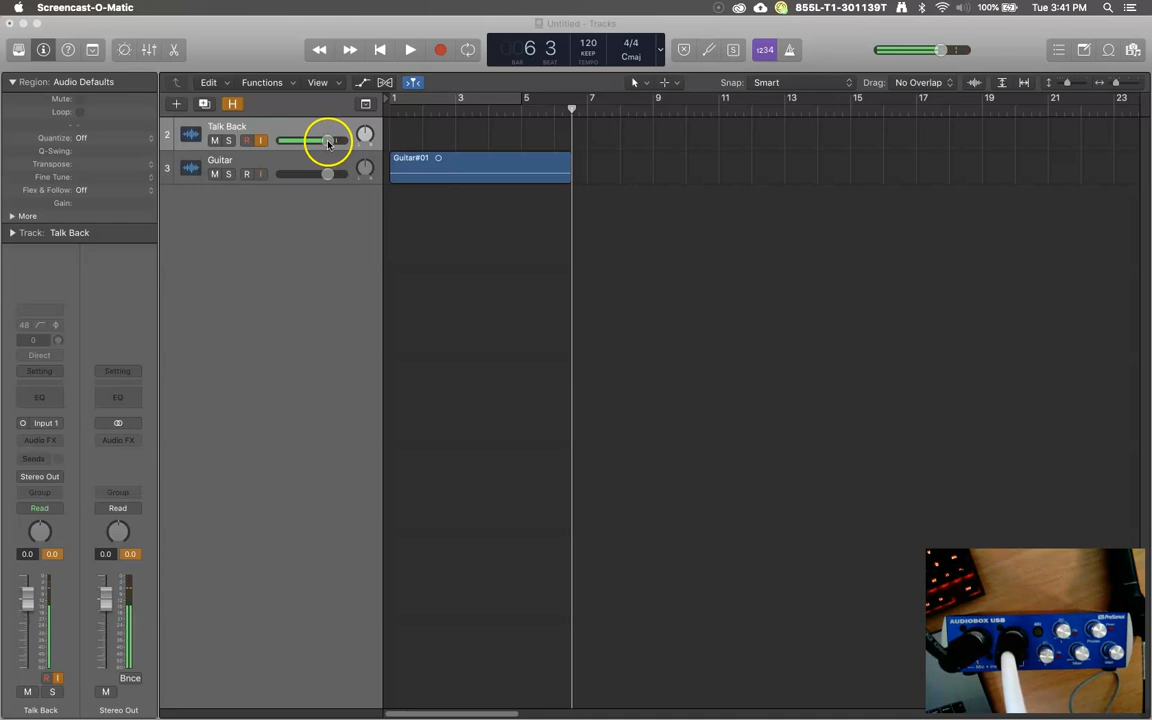 Screencast-O-Matic
855L-T1-301139T
100%
Tue 3:41 PM
Untitled - Tracks
6 3
BAR
BEAT
120
KEEP
TEMPO
4/4
Cmaj
1234
S
Region: Audio Defaults
Edit
Functions
View
Snap: Smart
Drag: No Overlap
Mute:
Loop:
Quantize: Off
Q-Swing:
Transpose:
Fine Tune:
Flex & Follow: Off
Gain:
More
Track: Talk Back
H
1 3 5 7 9 11 13 15 17 19 21 23
2 Talk Back
M S R I
3 Guitar
M S R I
Guitar#01
48
0
Direct
Setting
Setting
EQ
EQ
Input 1
Audio FX
Audio FX
Sends
Stereo Out
Group
Group
Read
Read
0.0 0.0
0.0 0.0
R I
Bnce
M S
M
Talk Back
Stereo Out
AUDIOBOX USB
PreSonus